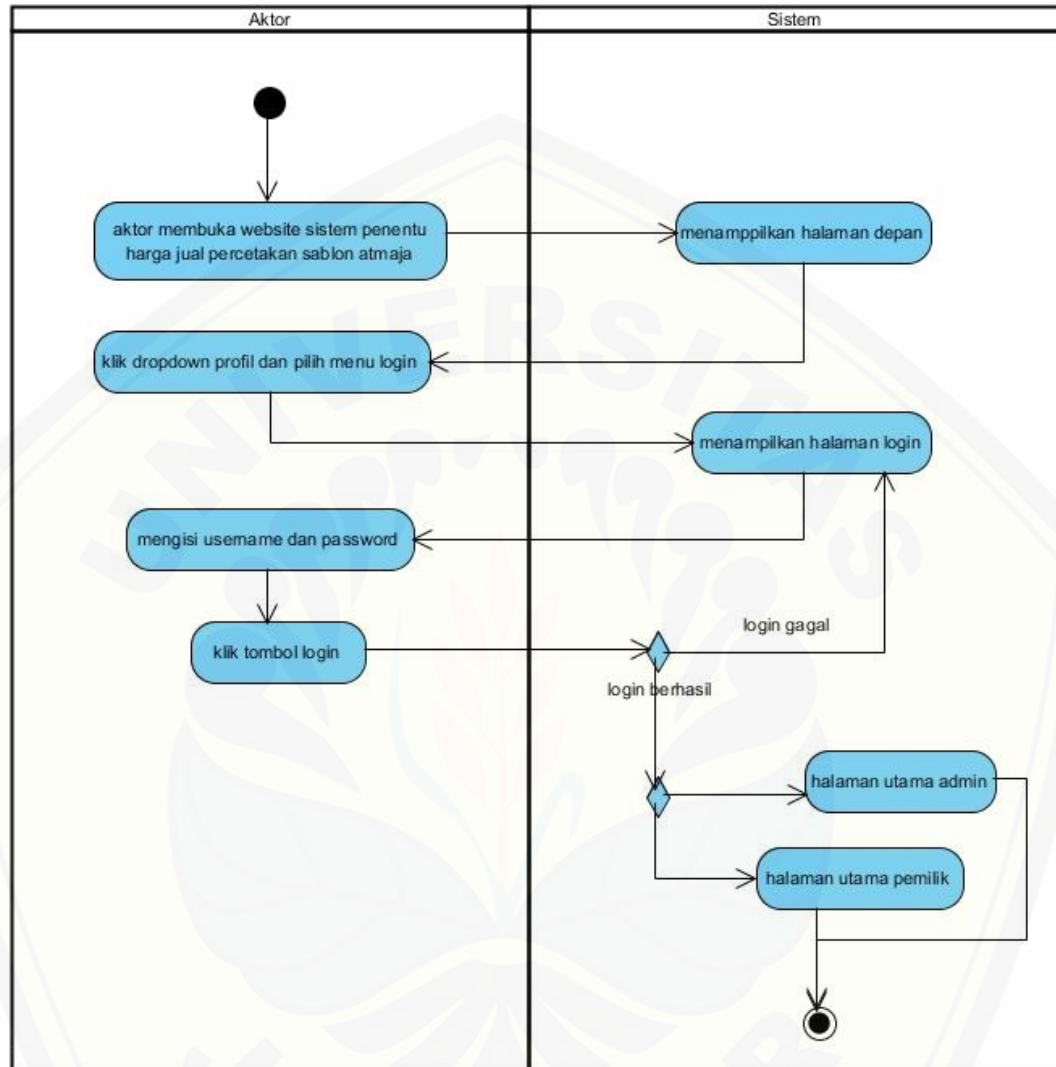 Aktor
Sistem
aktor membuka website sistem penentu
harga jual percetakan sablon atmaja
menamppilkan halaman depan
klik dropdown profil dan pilih menu login
menampilkan halaman login
mengisi username dan password
klik tombol login
login gagal
login berhasil
halaman utama admin
halaman utama pemilik
UNIVERSITAS